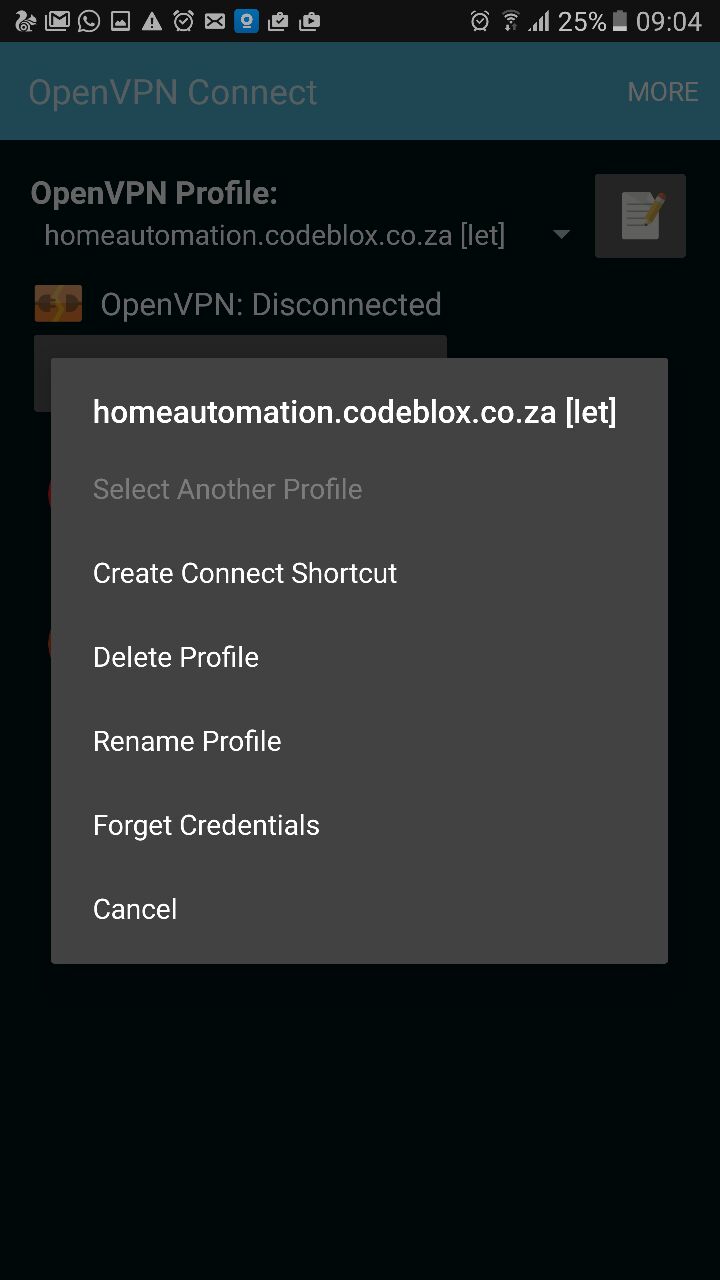 25% 09:04
OpenVPN Connect MORE
OpenVPN Profile:
homeautomation.codeblox.co.za [let]
OpenVPN: Disconnected
homeautomation.codeblox.co.za [let]
Select Another Profile
Create Connect Shortcut
Delete Profile
Rename Profile
Forget Credentials
Cancel